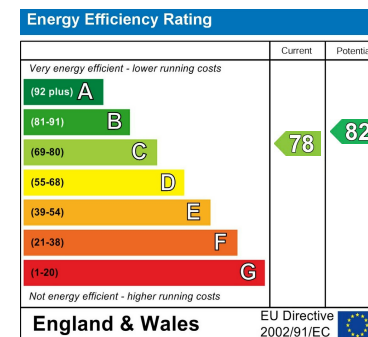 Energy Efficiency Rating
Current Potentia
Very energy efficient - lower running costs
(92 plus) A
(81-91) B
(69-80) C
(55-68) D
(39-54) E
(21-38) F
(1-20) G
78
82
Not energy efficient - higher running costs
England & Wales
EU Directive
2002/91/EC